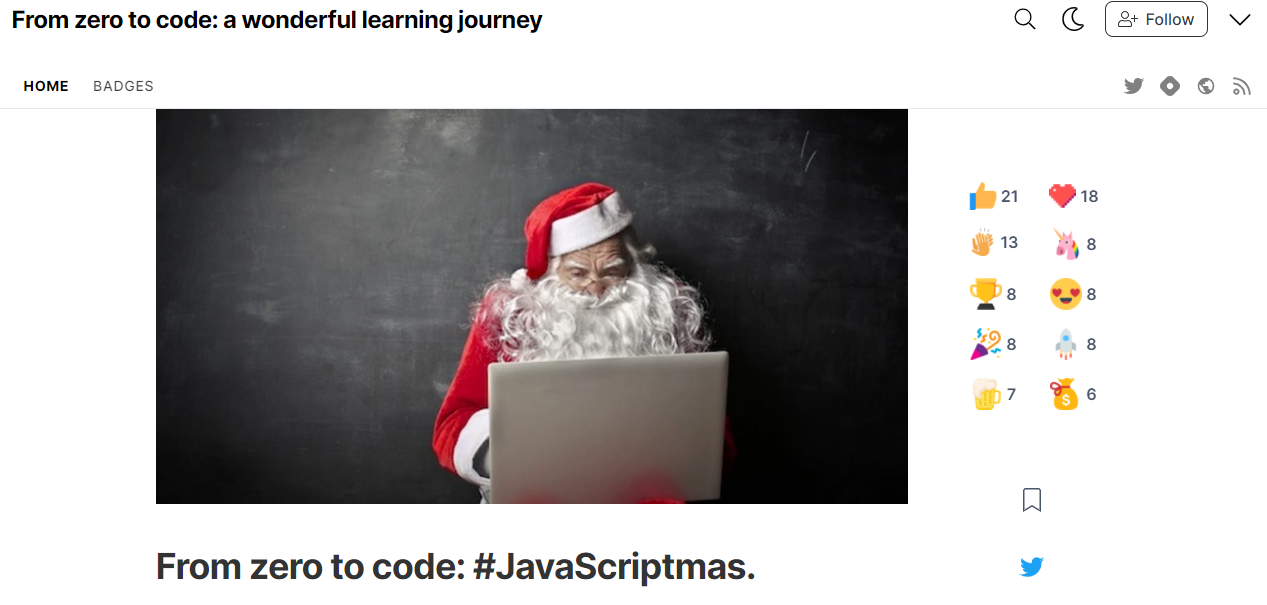 From zero to code: a wonderful learning journey
Follow
HOME BADGES
21 18
13 8
8 8
8 8
7 6
From zero to code: #JavaScriptmas.